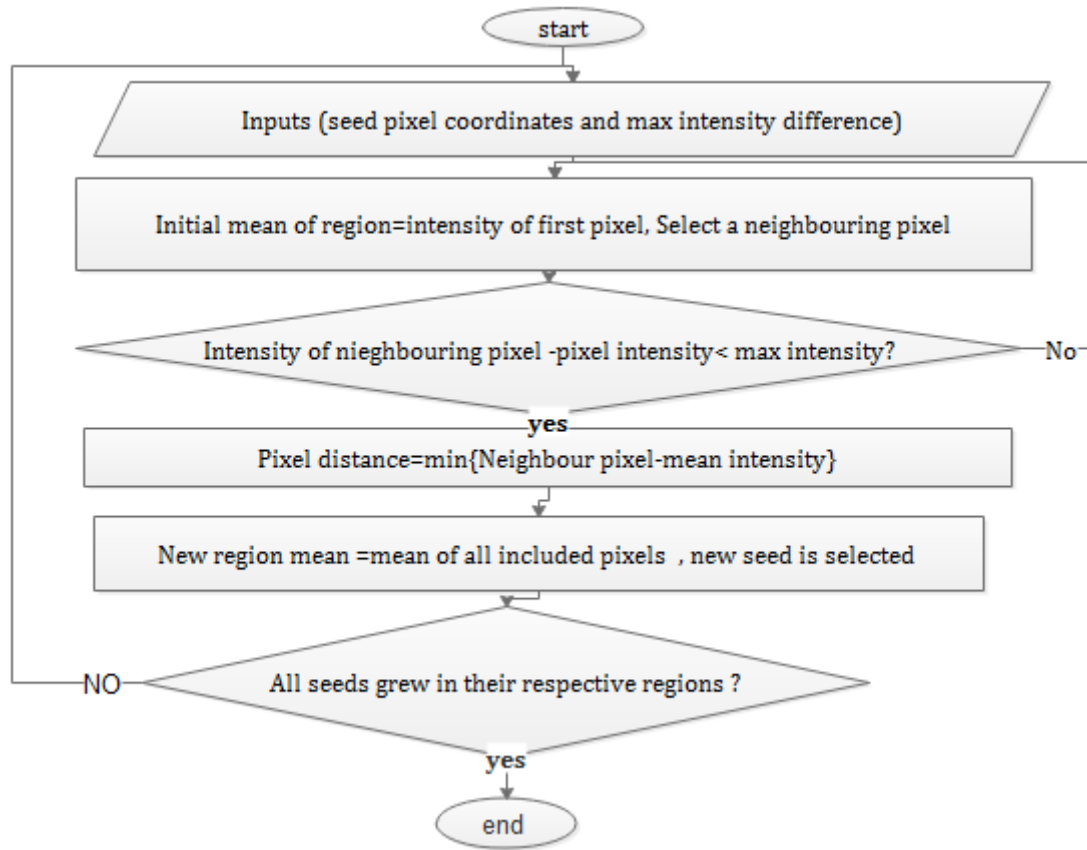 start
Inputs (seed pixel coordinates and max intensity difference)
Initial mean of region=intensity of first pixel, Select a neighbouring pixel
Intensity of nieghbouring pixel -pixel intensity< max intensity?
No
yes
Pixel distance=min{Neighbour pixel-mean intensity}
New region mean =mean of all included pixels , new seed is selected
NO
All seeds grew in their respective regions ?
yes
end